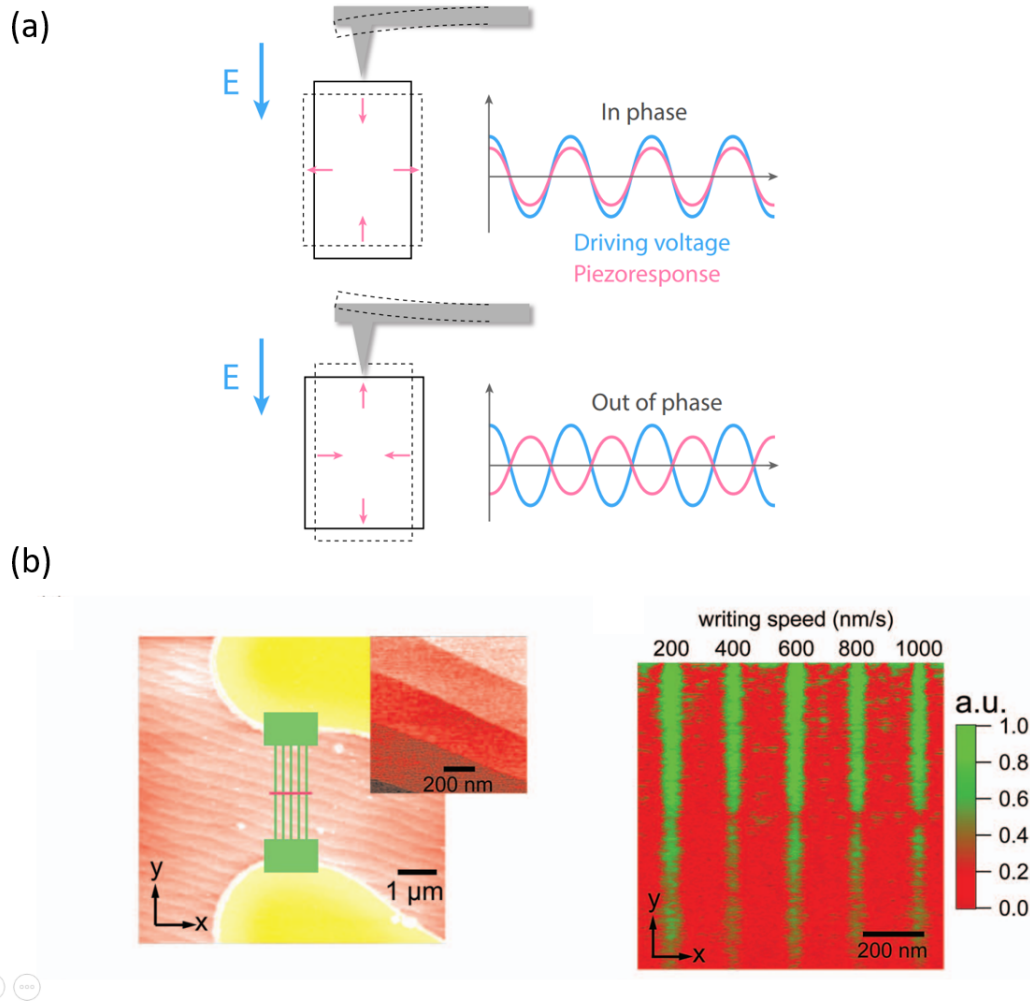 (a)
E
In phase
Driving voltage
Piezoresponse
E
Out of phase
(b)
200 nm
1 μm
y
x
writing speed (nm/s)
200 400 600 800 1000
a.u.
1.0
0.8
0.6
0.4
0.2
0.0
y
x
200 nm